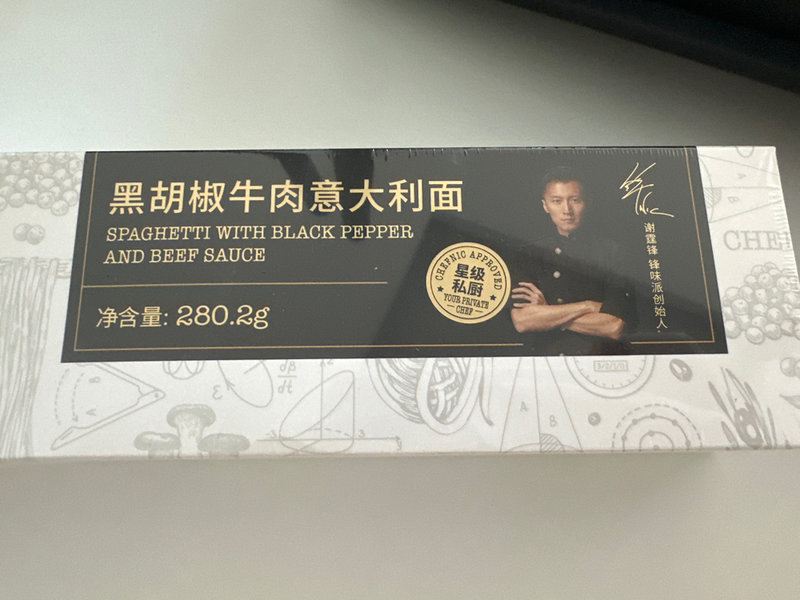 黑胡椒牛肉意大利面
SPAGHETTI WITH BLACK PEPPER
AND BEEF SAUCE
净含量: 280.2g
CHEFNIC APPROVED
星级
私厨
YOUR PRIVATE
CHEF
谢霆锋 锋味派创始人
CHEF